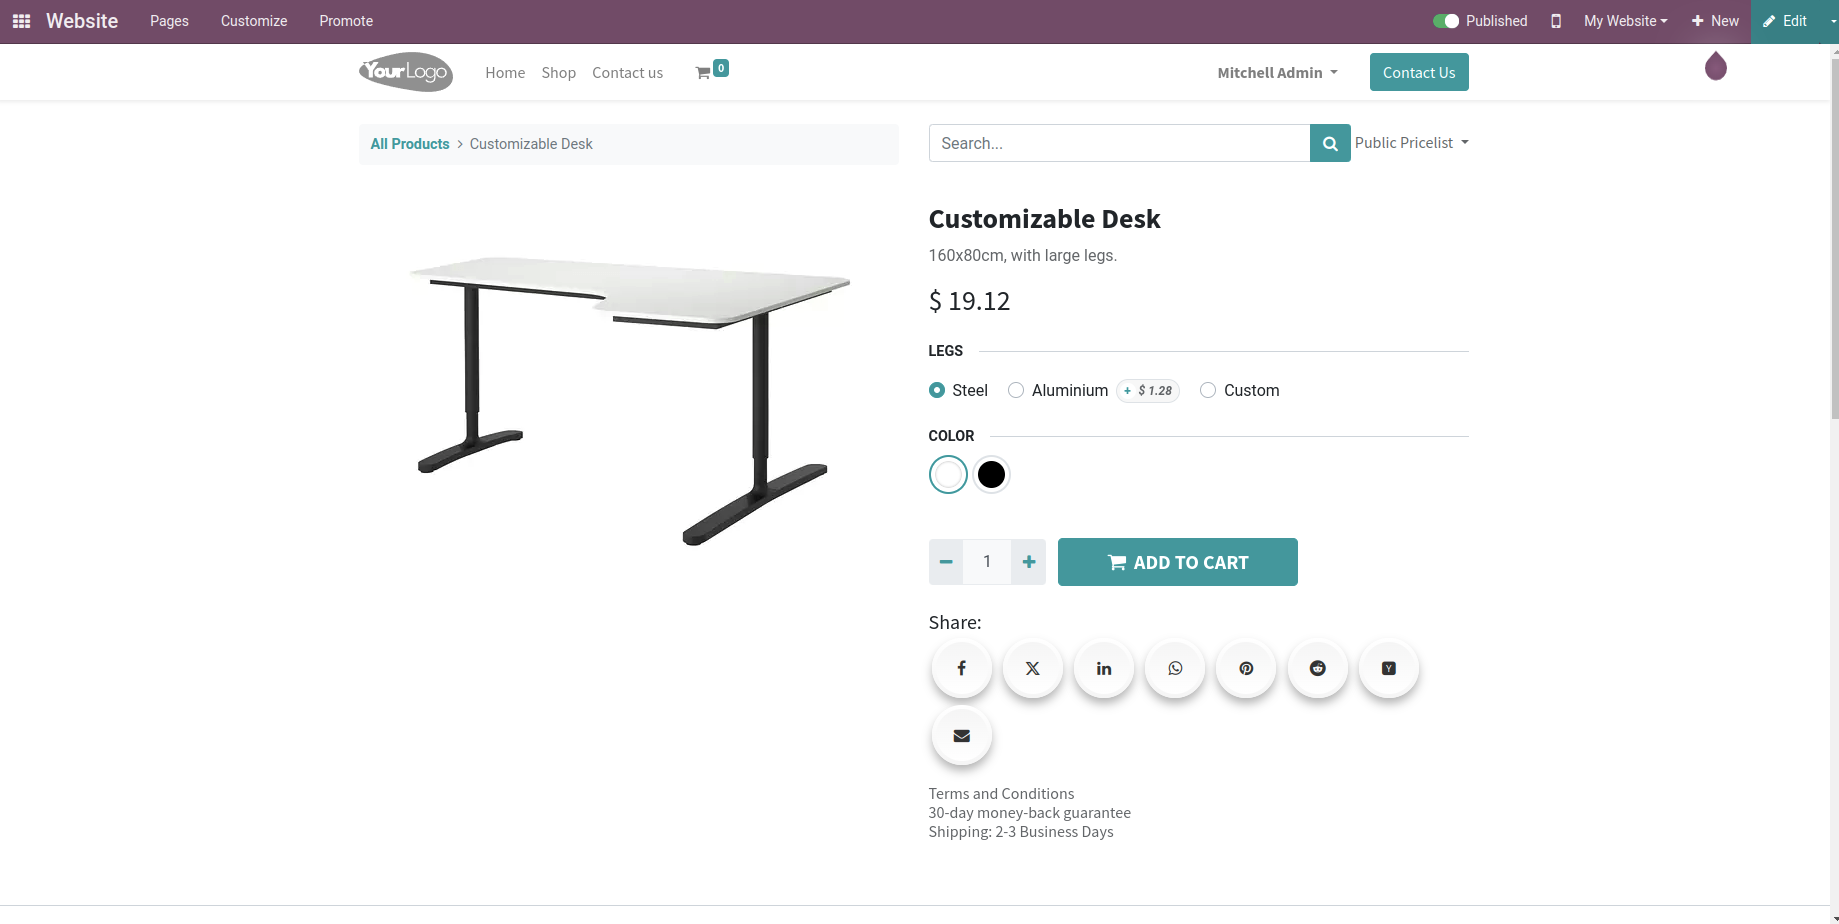 Website Pages Customize Promote Published My Website New Edit
YourLogo Home Shop Contact us 0 Mitchell Admin Contact Us
All Products > Customizable Desk
Search... Public Pricelist
Customizable Desk
160x80cm, with large legs.
$ 19.12
LEGS
Steel Aluminium + $ 1.28 Custom
COLOR
1 ADD TO CART
Share:
Terms and Conditions
30-day money-back guarantee
Shipping: 2-3 Business Days